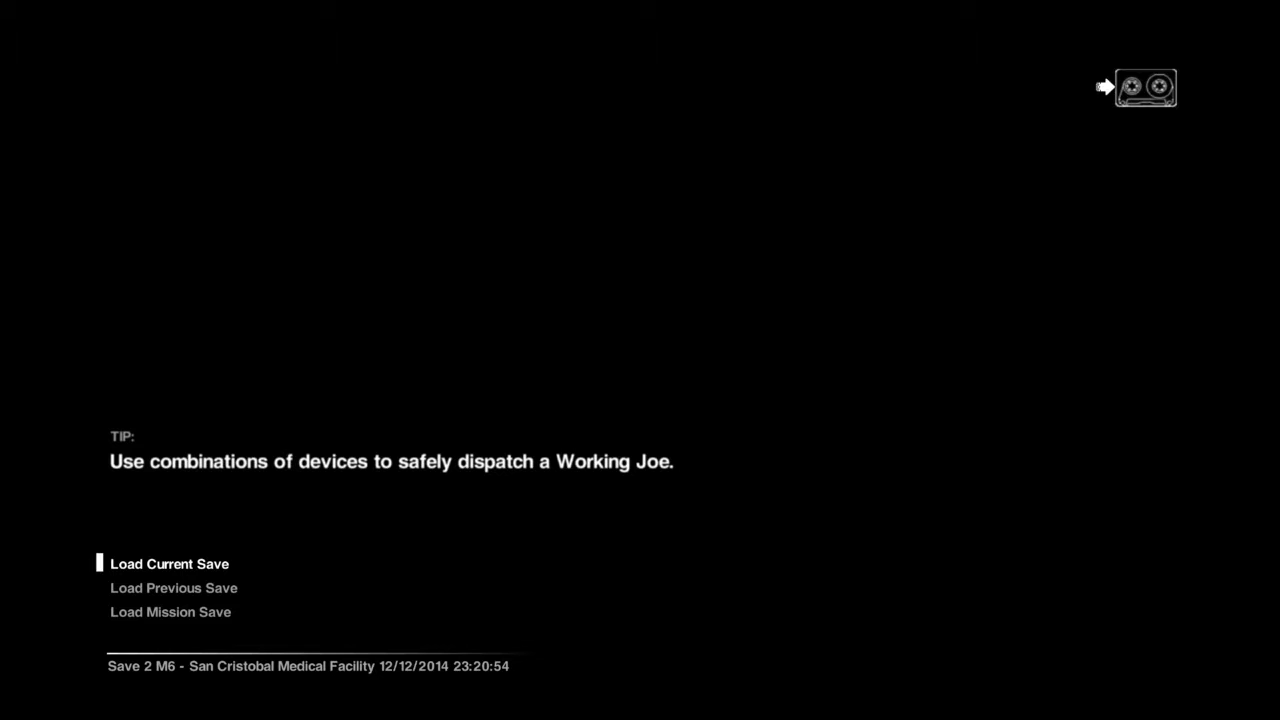 TIP:
Use combinations of devices to safely dispatch a Working Joe.
Load Current Save
Load Previous Save
Load Mission Save
Save 2 M6 - San Cristobal Medical Facility 12/12/2014 23:20:54